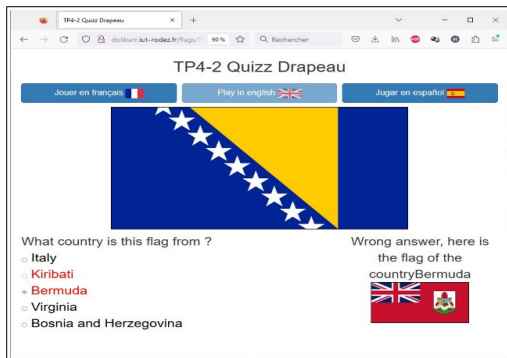 TP4-2 Quizz Drapeau
dolibarr.iut-rodez.fr/flags/
90%
Rechercher
TP4-2 Quizz Drapeau
Jouer en français
Play in english
Jugar en español
What country is this flag from ?
Italy
Kiribati
Bermuda
Virginia
Bosnia and Herzegovina
Wrong answer, here is
the flag of the
countryBermuda